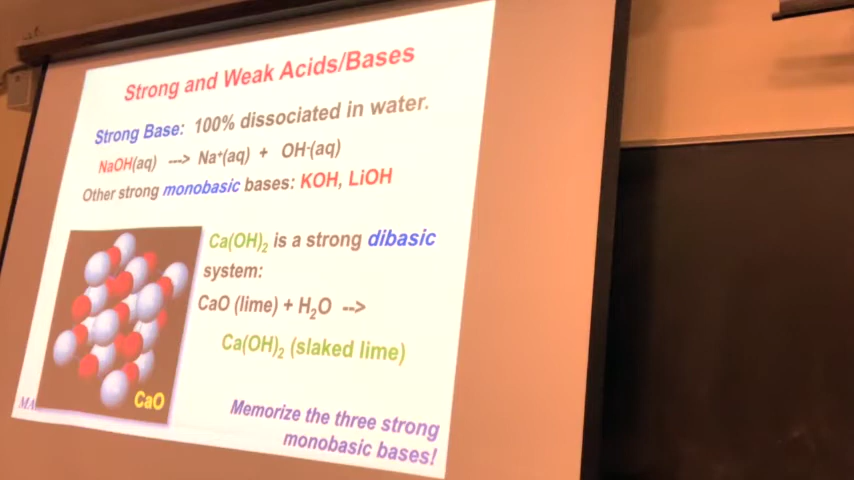 Strong and Weak Acids/Bases
Strong Base: 100% dissociated in water.
NaOH(aq) ---> Na⁺(aq) + OH⁻(aq)
Other strong monobasic bases: KOH, LiOH
Ca(OH)₂ is a strong dibasic
system:
CaO (lime) + H₂O -->
Ca(OH)₂ (slaked lime)
CaO
MA
Memorize the three strong
monobasic bases!